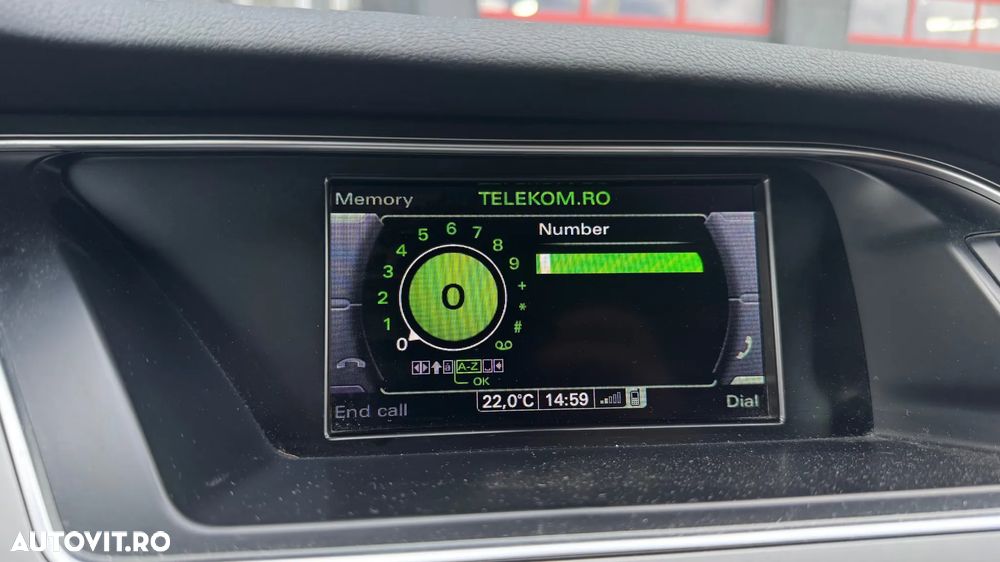 Memory TELEKOM.RO
Number
0 1 2 3 4 5 6 7 8 9 + * #
0
A-Z
OK
22,0°C 14:59
End call
Dial
AUTOVIT.RO